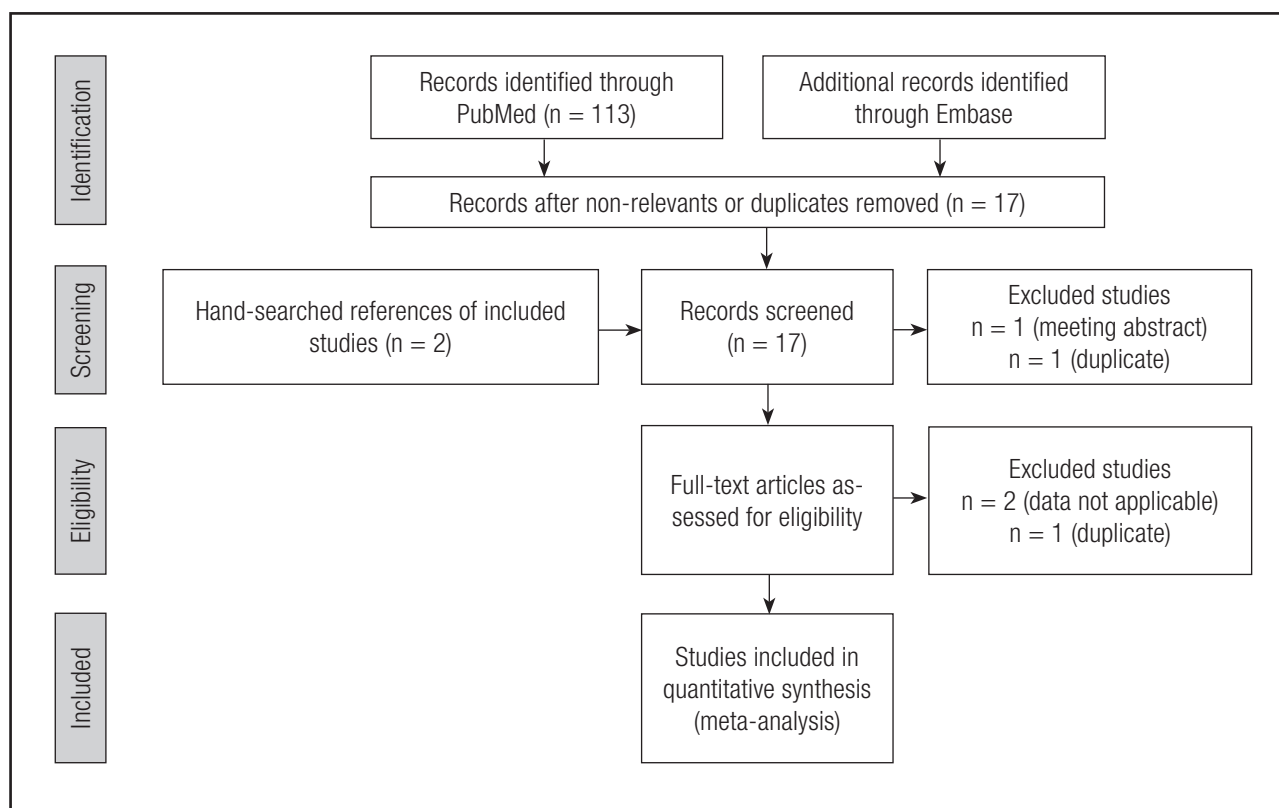 Identification
Records identified through
PubMed (n = 113)
Additional records identified
through Embase
Records after non-relevants or duplicates removed (n = 17)
Screening
Hand-searched references of included
studies (n = 2)
Records screened
(n = 17)
Excluded studies
n = 1 (meeting abstract)
n = 1 (duplicate)
Eligibility
Full-text articles as-
sessed for eligibility
Excluded studies
n = 2 (data not applicable)
n = 1 (duplicate)
Included
Studies included in
quantitative synthesis
(meta-analysis)